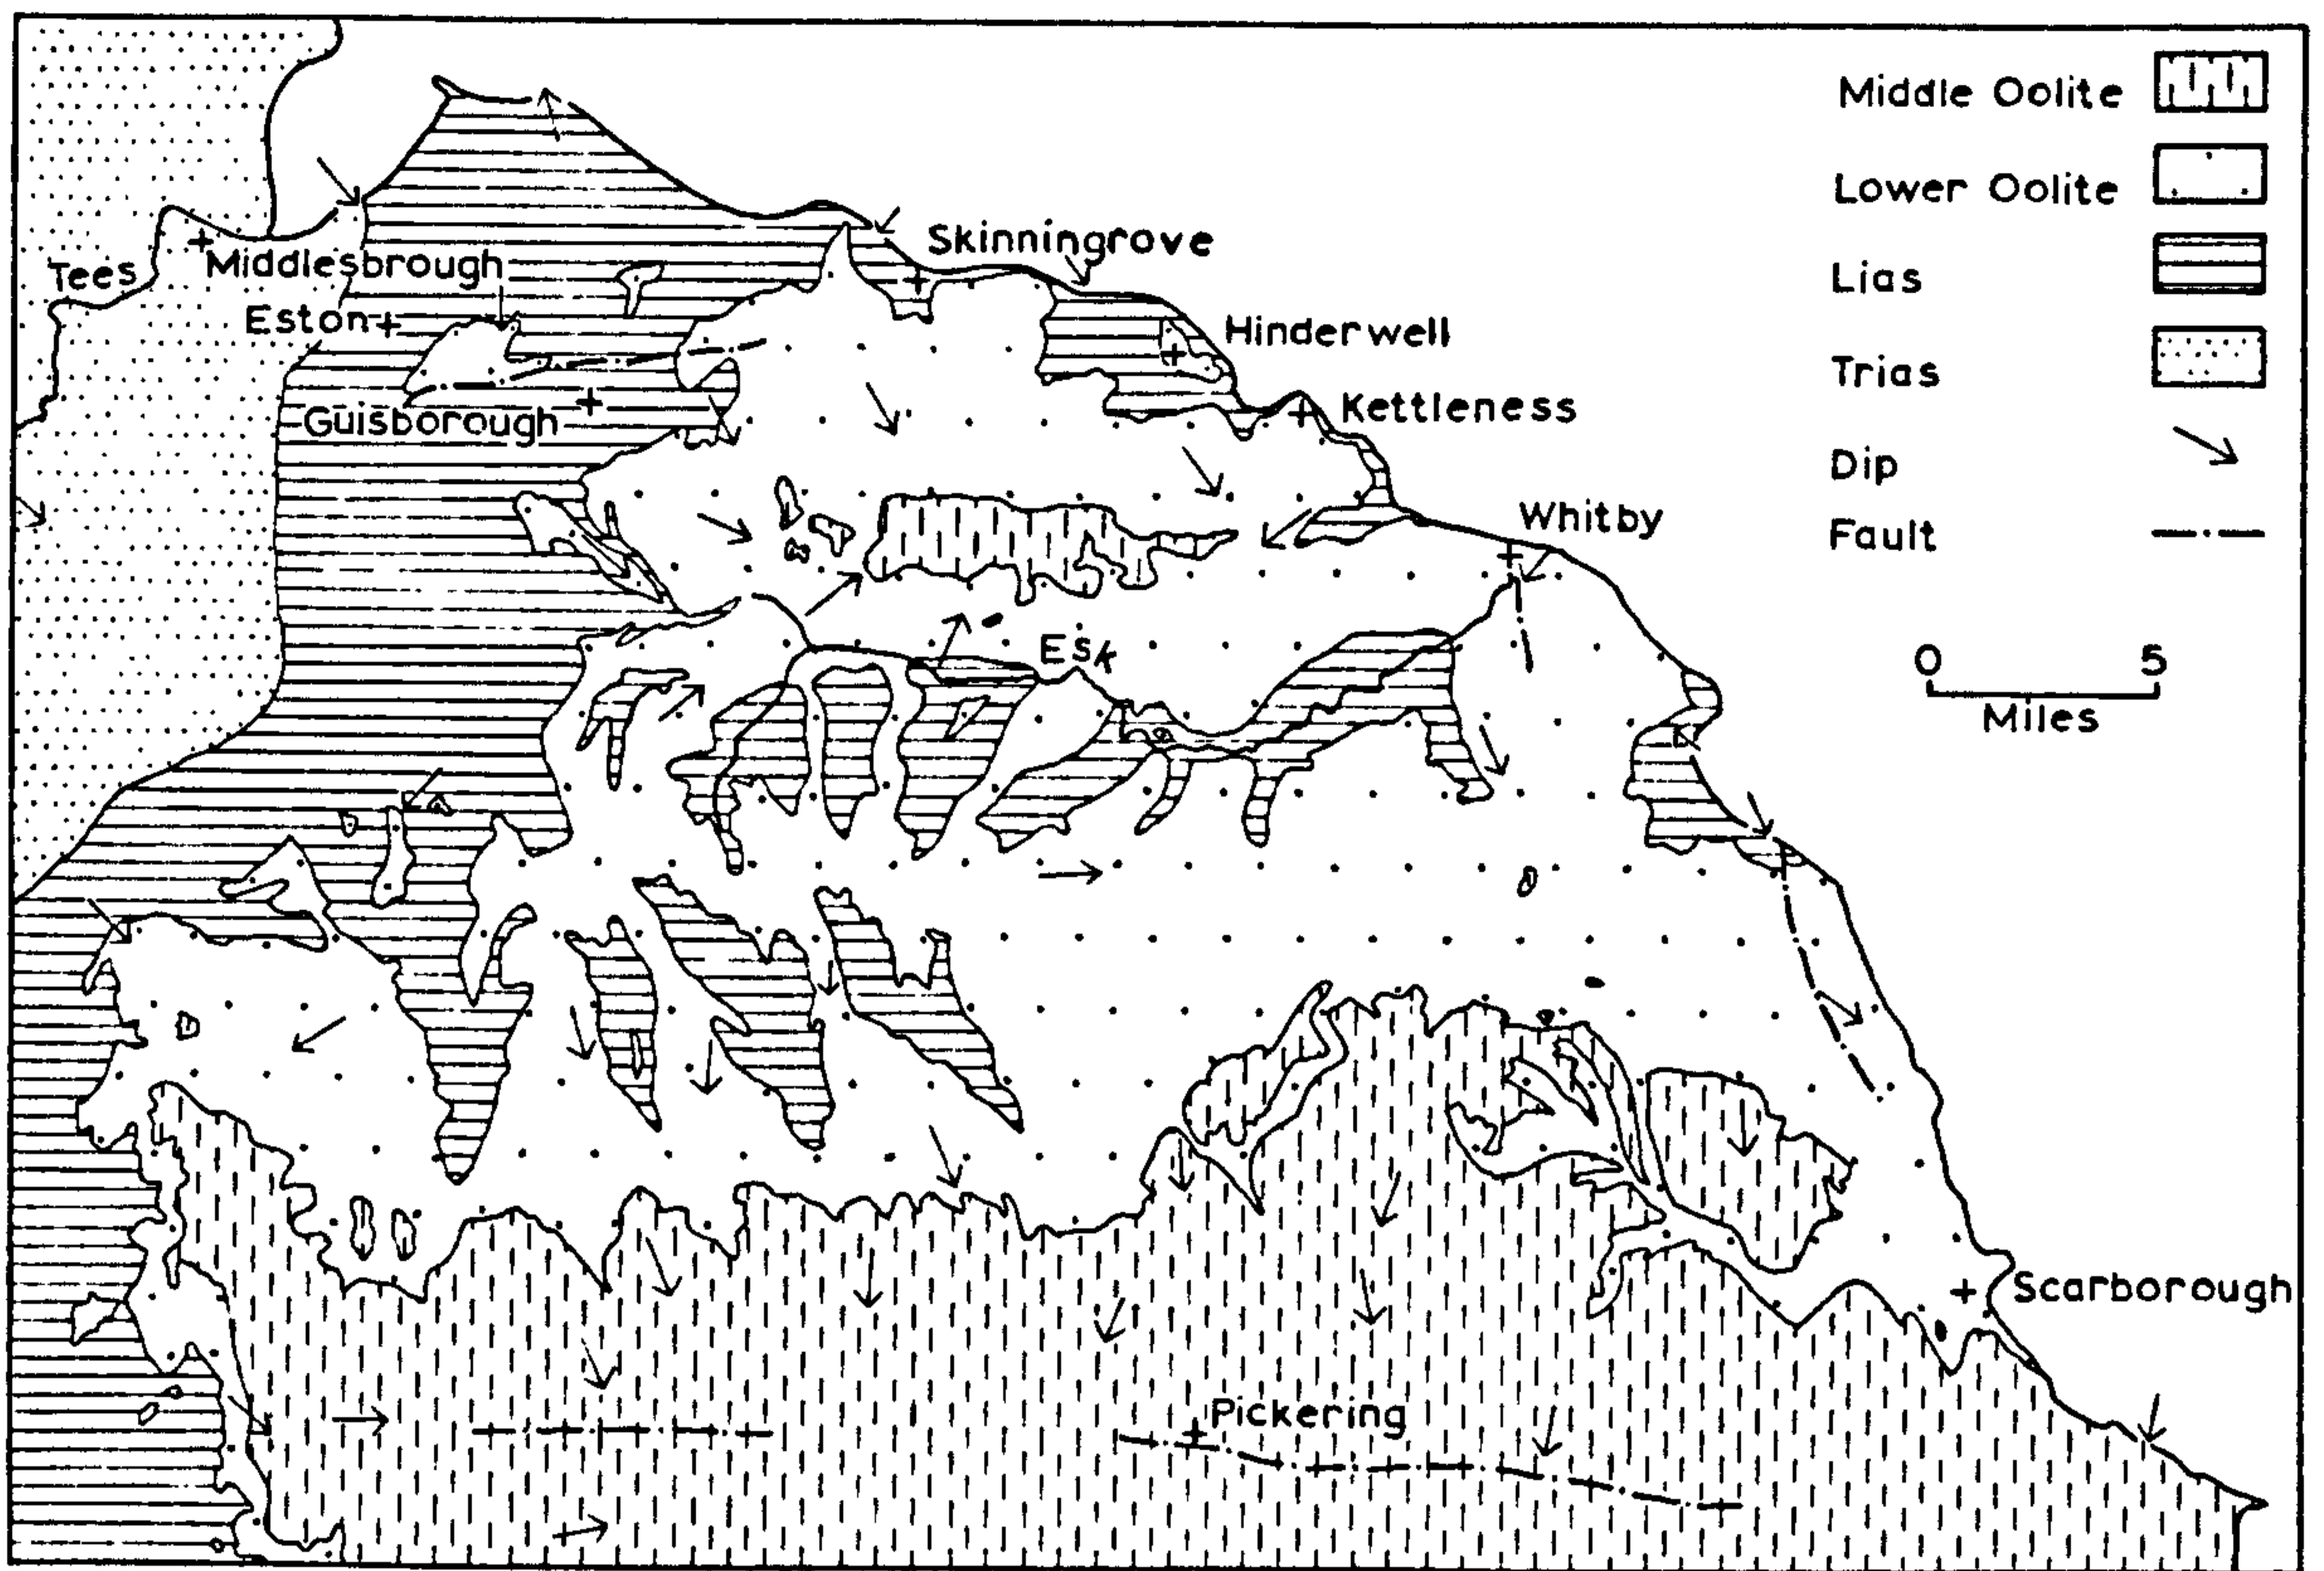 Middle Oolite
Lower Oolite
Lias
Trias
Dip
Fault
0 5
Miles
Skinningrove
Tees
Middlesbrough
Eston
Hinderwell
Guisborough
Kettleness
Whitby
Esk
Scarborough
Pickering